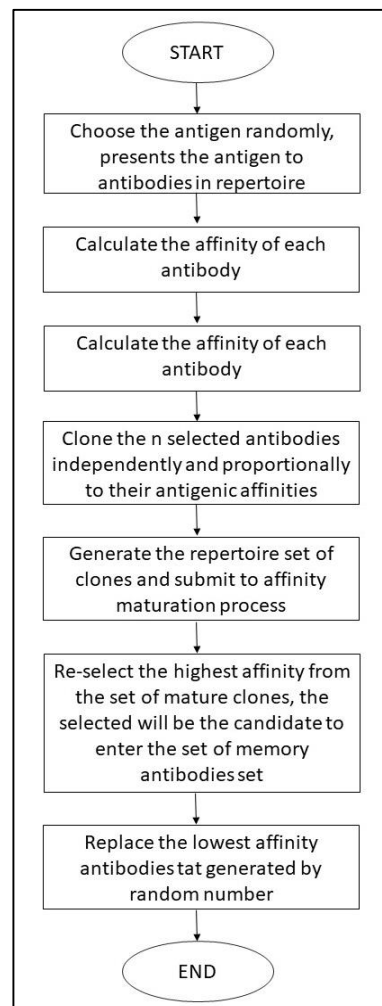 START
Choose the antigen randomly,
presents the antigen to
antibodies in repertoire
Calculate the affinity of each
antibody
Calculate the affinity of each
antibody
Clone the n selected antibodies
independently and proportionally
to their antigenic affinities
Generate the repertoire set of
clones and submit to affinity
maturation process
Re-select the highest affinity from
the set of mature clones, the
selected will be the candidate to
enter the set of memory
antibodies set
Replace the lowest affinity
antibodies tat generated by
random number
END